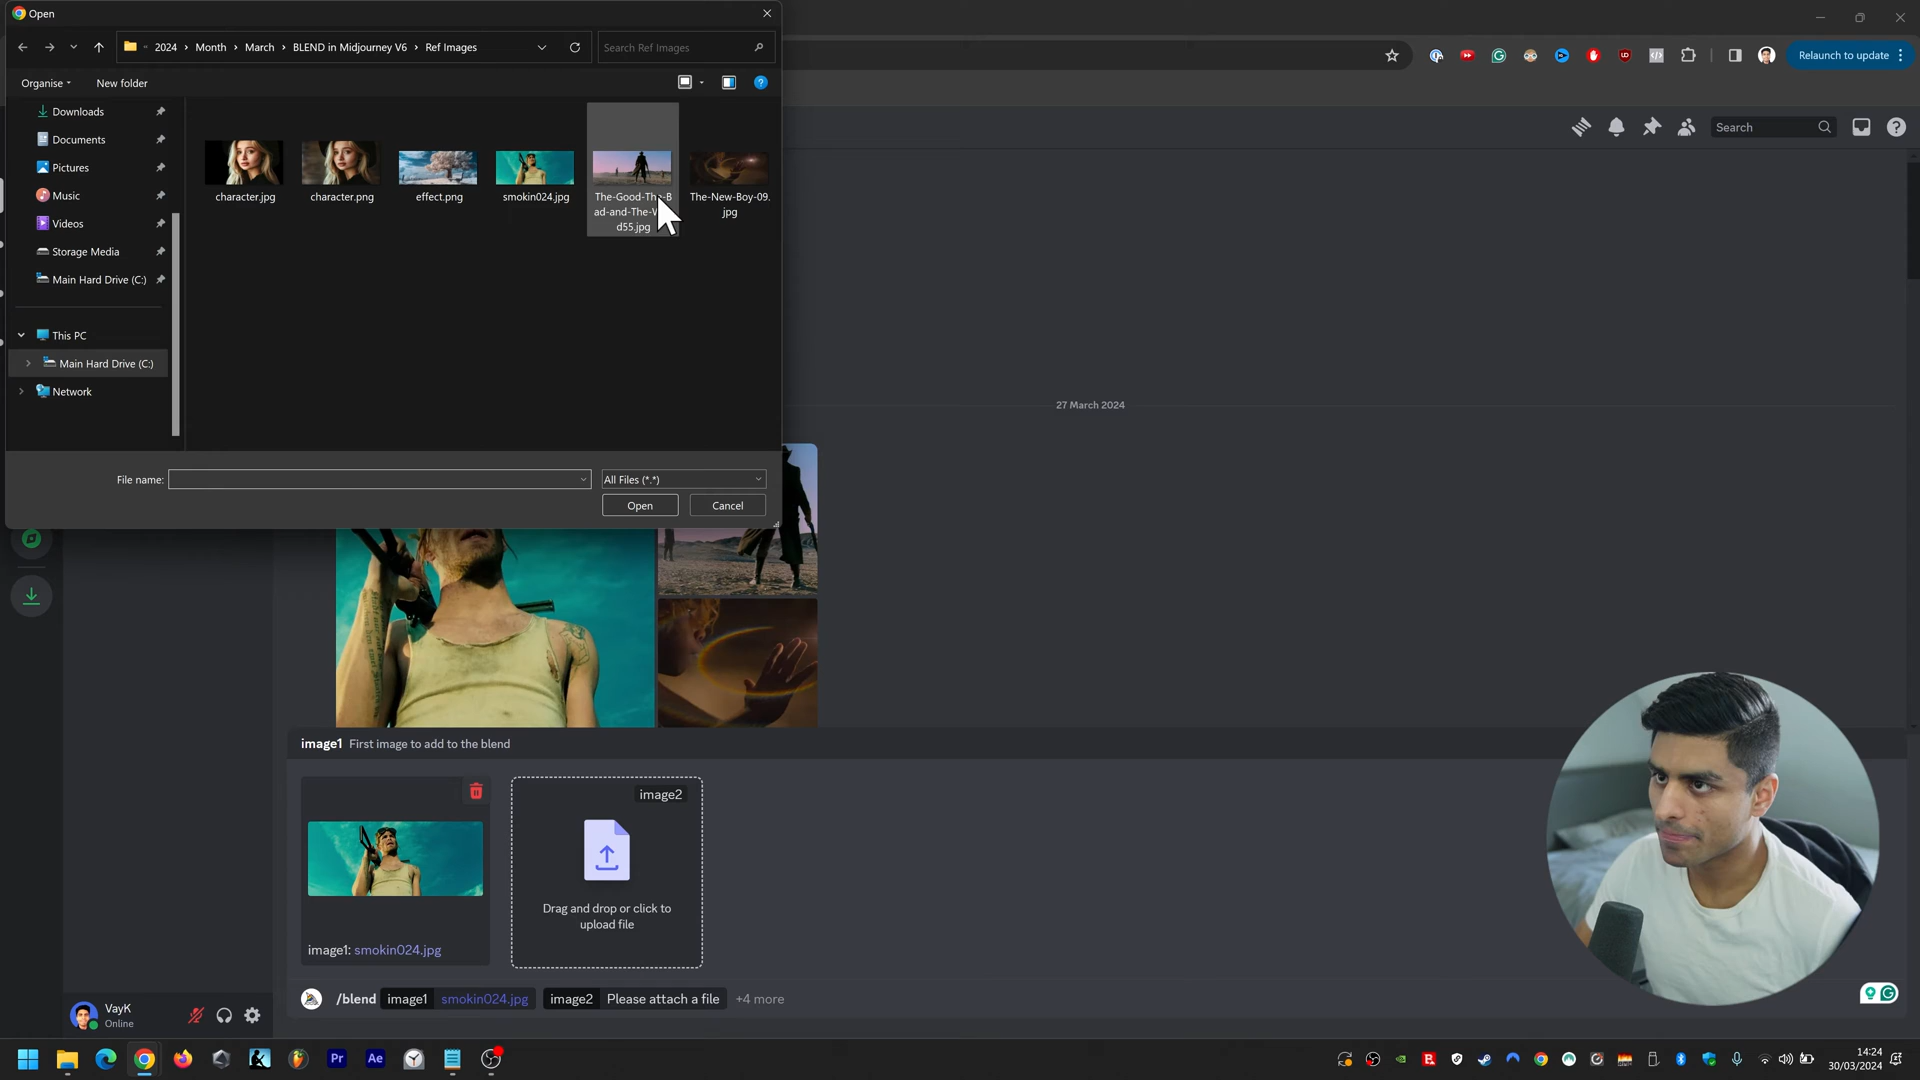 Open
2024 > Month > March > BLEND in Midjourney V6 > Ref Images
Search Ref Images
Relaunch to update
Organise
New folder
Downloads
Documents
Pictures
Music
Videos
Storage Media
Main Hard Drive (C:)
This PC
Main Hard Drive (C:)
Network
character.jpg
character.png
effect.png
smokin024.jpg
The-Good-The-B
ad-and-The-W
d55.jpg
The-New-Boy-09.
jpg
File name:
All Files (*.*)
Open
Cancel
Search
27 March 2024
image1 First image to add to the blend
image2
Drag and drop or click to
upload file
image1: smokin024.jpg
/blend image1 smokin024.jpg image2 Please attach a file +4 more
VayK
Online
Pr
Ae
14:24
30/03/2024